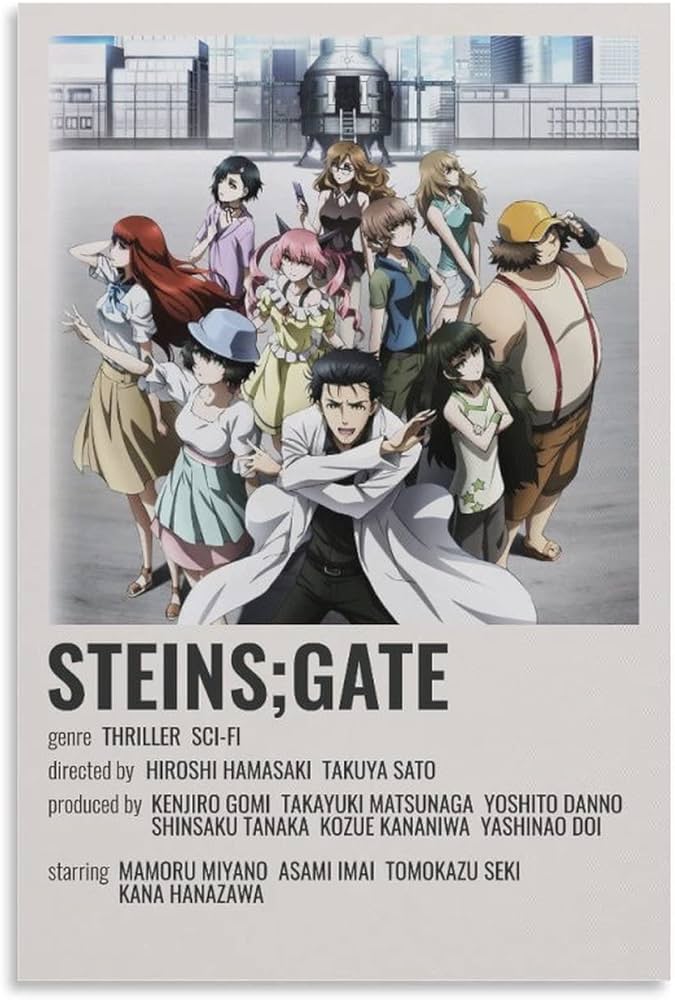 STEINS;GATE
genre THRILLER SCI-FI
directed by HIROSHI HAMASAKI TAKUYA SATO
produced by KENJIRO GOMI TAKAYUKI MATSUNAGA YOSHITO DANNO
SHINSAKU TANAKA KOZUE KANANIWA YASHINAO DOI
starring MAMORU MIYANO ASAMI IMAI TOMOKAZU SEKI
KANA HANAZAWA